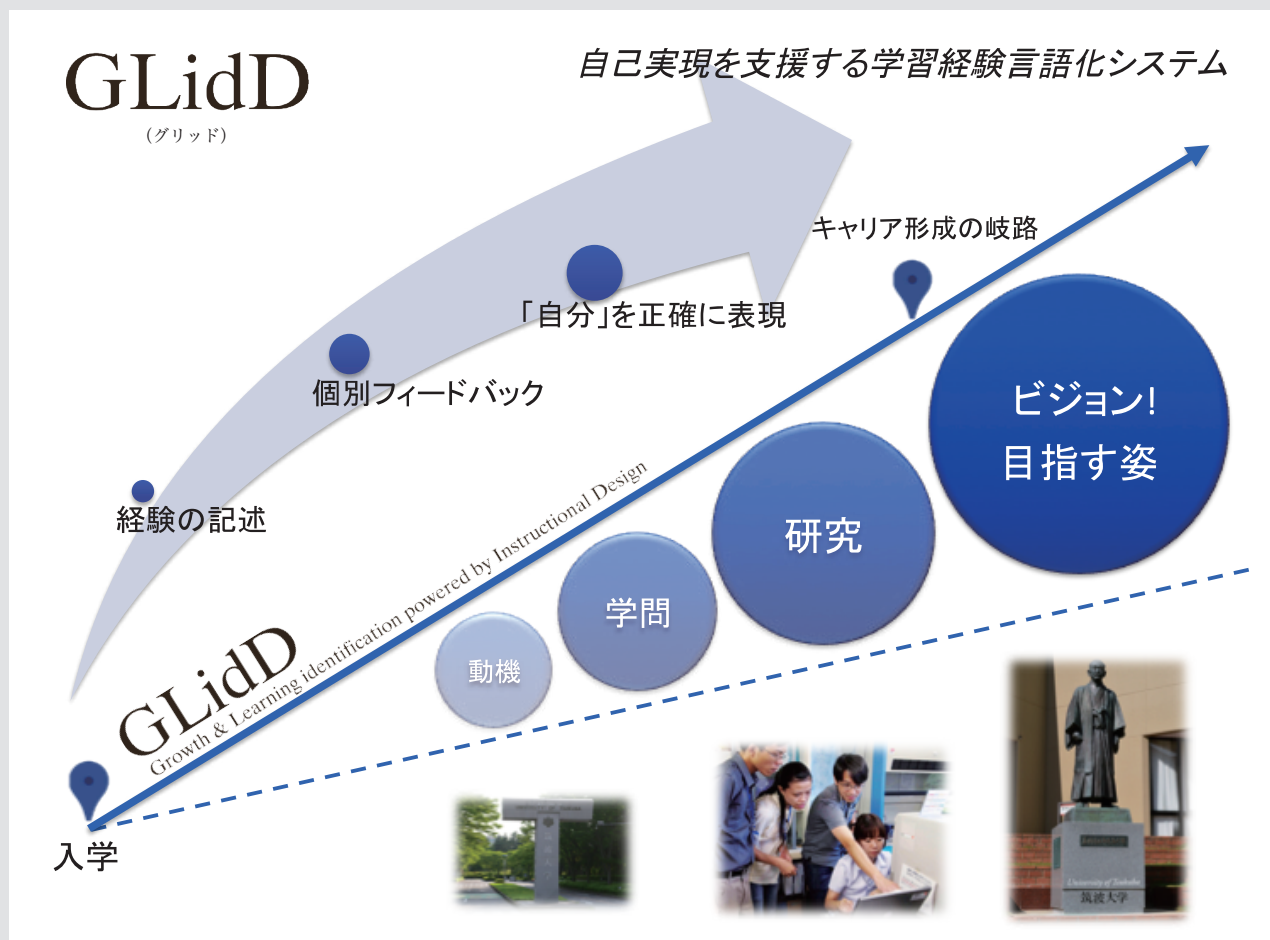 GLidD
（グリッド）
自己実現を支援する学習経験言語化システム
キャリア形成の岐路
「自分」を正確に表現
個別フィードバック
経験の記述
ビジョン!
目指す姿
研究
学問
動機
GLidD
Growth & Learning identification powered by Instructional Design
入学
University of Tsukuba
筑波大学